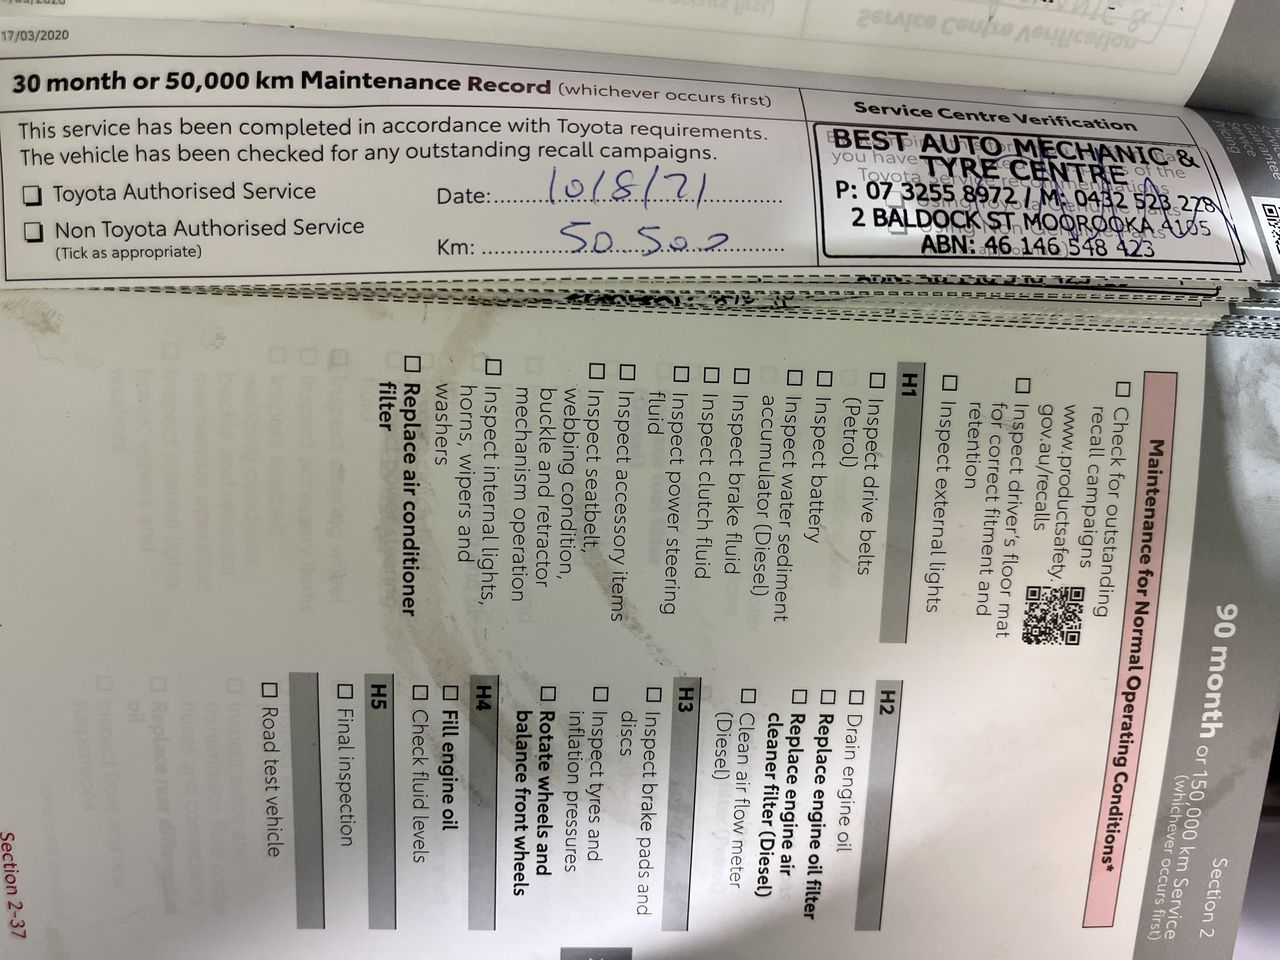 17/03/2020
30 month or 50,000 km Maintenance Record (whichever occurs first)
This service has been completed in accordance with Toyota requirements.
The vehicle has been checked for any outstanding recall campaigns.
Toyota Authorised Service
Non Toyota Authorised Service
(Tick as appropriate)
Date: 10/8/21
Km: 50 500
Service Centre Verification
BEST AUTO MECHANIC &
TYRE CENTRE
P: 07 3255 8972 / M: 0432 523 278
2 BALDOCK ST MOOROOKA 4105
ABN: 46 146 548 423
Section 2
90 month or 150,000 km Service
(whichever occurs first)
Maintenance for Normal Operating Conditions*
Check for outstanding
recall campaigns
www.productsafety.
gov.au/recalls
Inspect driver's floor mat
for correct fitment and
retention
Inspect external lights
H1
Inspect drive belts
(Petrol)
Inspect battery
Inspect water sediment
accumulator (Diesel)
Inspect brake fluid
Inspect clutch fluid
Inspect power steering
fluid
Inspect accessory items
Inspect seatbelt,
webbing condition,
buckle and retractor
mechanism operation
Inspect internal lights,
horns, wipers and
washers
Replace air conditioner
filter
H2
Drain engine oil
Replace engine oil filter
Replace engine air
cleaner filter (Diesel)
Clean air flow meter
(Diesel)
H3
Inspect brake pads and
discs
Inspect tyres and
inflation pressures
Rotate wheels and
balance front wheels
H4
Fill engine oil
Check fluid levels
H5
Final inspection
Road test vehicle
Section 2-37